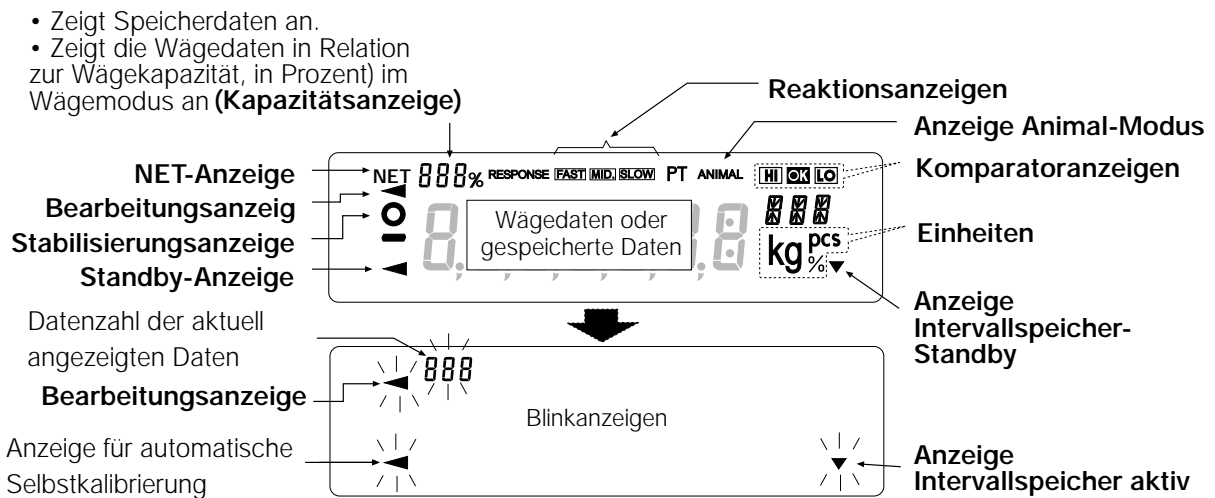 • Zeigt Speicherdaten an.
• Zeigt die Wägedaten in Relation
zur Wägekapazität, in Prozent) im
Wägemodus an (Kapazitätsanzeige)
Reaktionsanzeigen
Anzeige Animal-Modus
Komparatoranzeigen
NET-Anzeige
Bearbeitungsanzeig
Stabilisierungsanzeige
Standby-Anzeige
NET 888% RESPONSE FAST MID. SLOW PT ANIMAL HI OK LO
8. Wägedaten oder
gespeicherte Daten
8.8
kg pcs
%
Einheiten
Anzeige
Intervallspeicher-
Standby
Datenzahl der aktuell
angezeigten Daten
888
Bearbeitungsanzeige
Blinkanzeigen
Anzeige für automatische
Selbstkalibrierung
Anzeige
Intervallspeicher aktiv